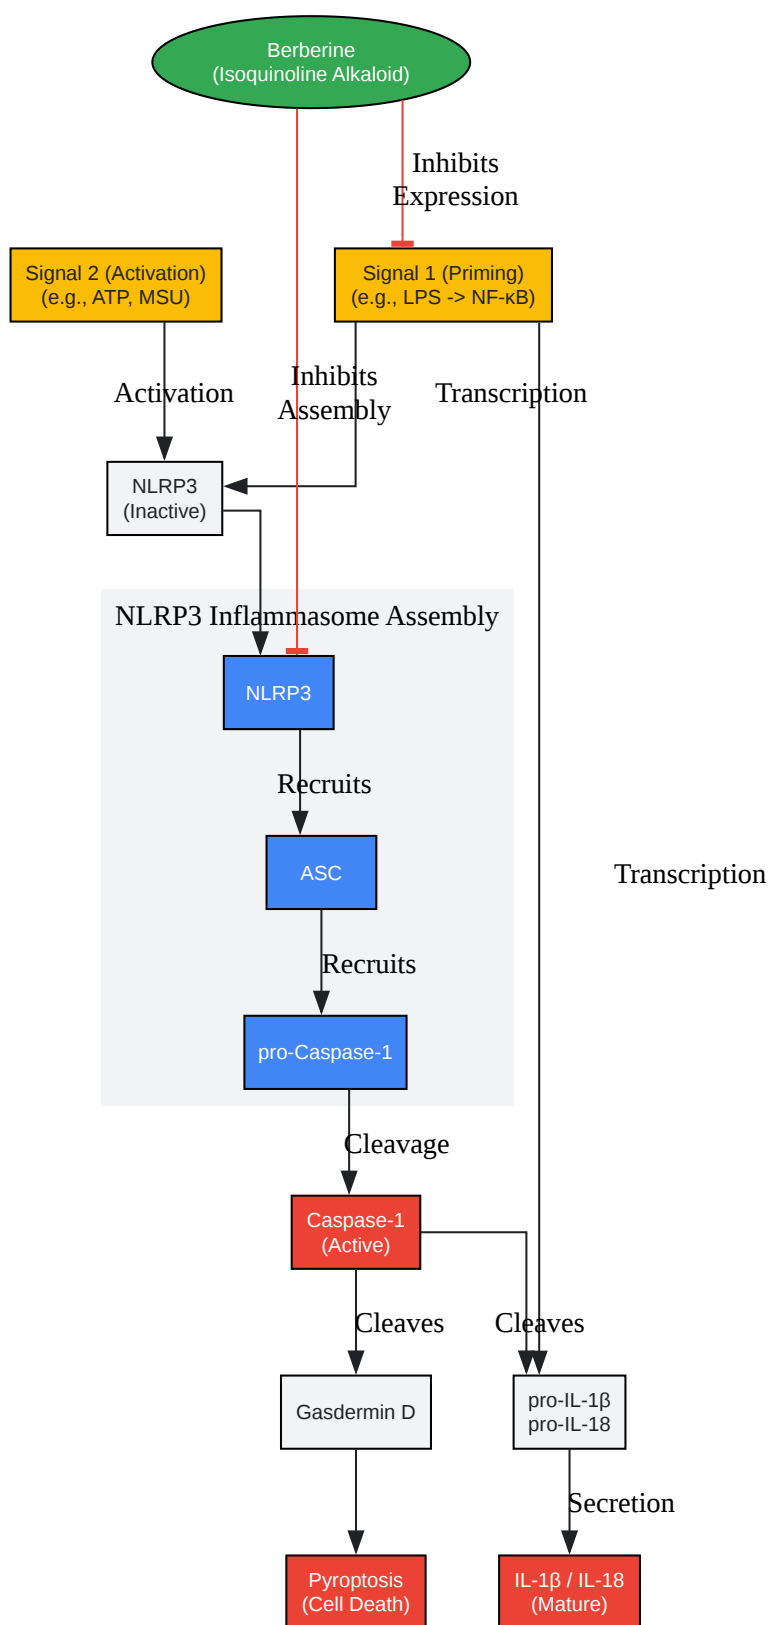 Berberine
(Isoquinoline Alkaloid)
Inhibits
Expression
Signal 2 (Activation)
(e.g., ATP, MSU)
Signal 1 (Priming)
(e.g., LPS -> NF-κB)
Activation
Inhibits
Assembly
Transcription
NLRP3
(Inactive)
NLRP3 Inflammasome Assembly
NLRP3
Recruits
ASC
Transcription
Recruits
pro-Caspase-1
Cleavage
Caspase-1
(Active)
Cleaves
Cleaves
Gasdermin D
pro-IL-1β
pro-IL-18
Secretion
Pyroptosis
(Cell Death)
IL-1β / IL-18
(Mature)